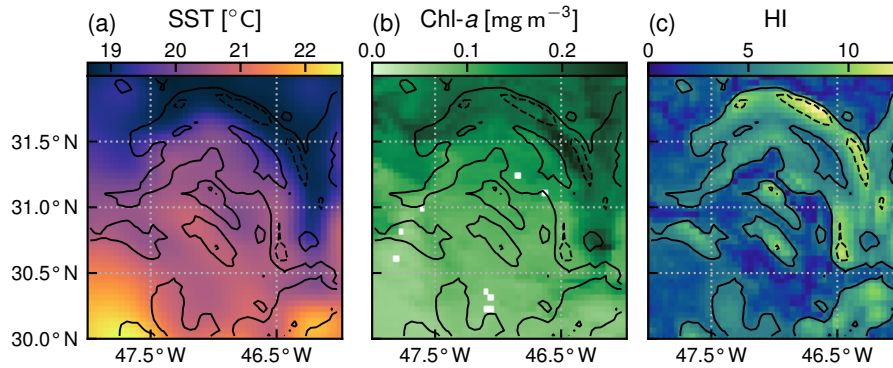 (a) SST [°C] (b) Chl-a [mg m⁻³] (c) HI
19 20 21 22 0.0 0.1 0.2 0 5 10
31.5°N
31.0°N
30.5°N
30.0°N
47.5°W 46.5°W 47.5°W 46.5°W 47.5°W 46.5°W